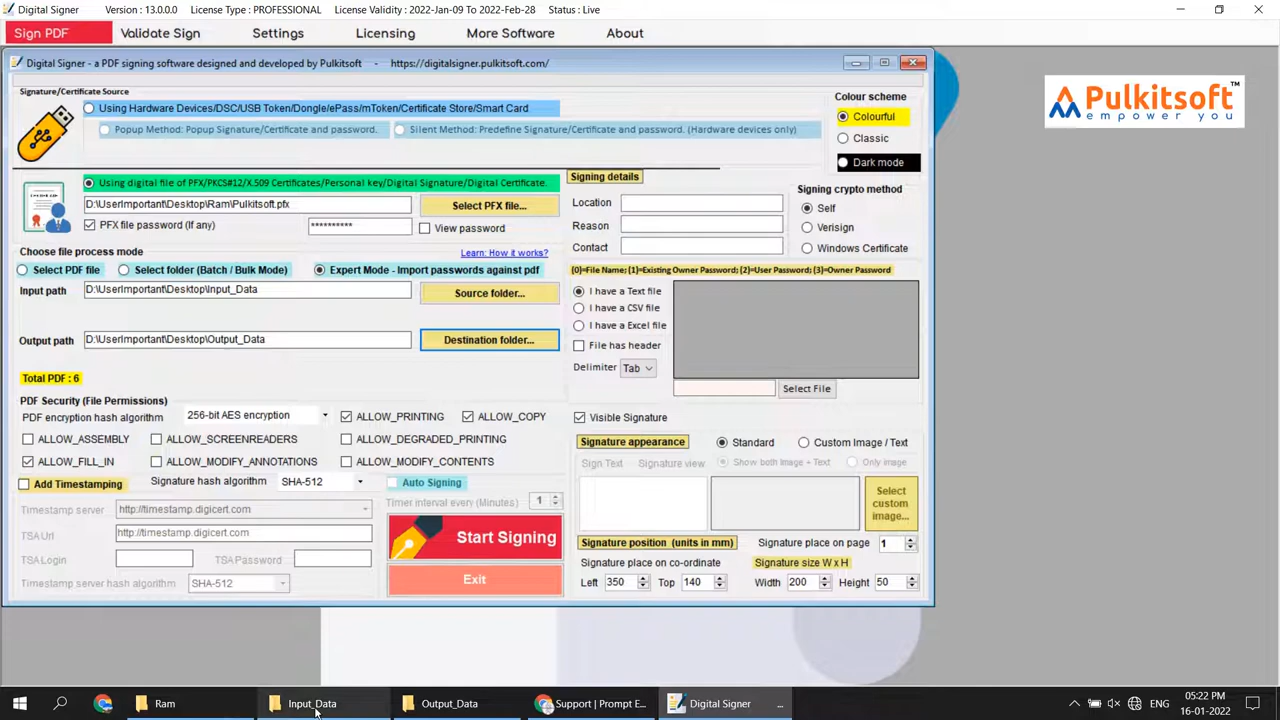 Digital Signer Version : 13.0.0.0 License Type : PROFESSIONAL License Validity : 2022-Jan-09 To 2022-Feb-28 Status : Live
Sign PDF Validate Sign Settings Licensing More Software About
Digital Signer - a PDF signing software designed and developed by Pulkitsoft - https://digitalsigner.pulkitsoft.com/
Pulkitsoft™
empower you
Signature/Certificate Source
Using Hardware Devices/DSC/USB Token/Dongle/ePass/mToken/Certificate Store/Smart Card
Popup Method: Popup Signature/Certificate and password. Silent Method: Predefine Signature/Certificate and password. (Hardware devices only)
Colour scheme
Colourful
Classic
Dark mode
Using digital file of PFX/PKCS#12/X.509 Certificates/Personal key/Digital Signature/Digital Certificate.
D:\UserImportant\Desktop\Ram\Pulkitsoft.pfx Select PFX file...
PFX file password (If any) ********** View password
Signing details
Location
Reason
Contact
Signing crypto method
Self
Verisign
Windows Certificate
Choose file process mode Learn: How it works?
Select PDF file Select folder (Batch / Bulk Mode) Expert Mode - Import passwords against pdf
Input path D:\UserImportant\Desktop\Input_Data Source folder...
Output path D:\UserImportant\Desktop\Output_Data Destination folder...
Total PDF : 6
{0}=File Name; {1}=Existing Owner Password; {2}=User Password; {3}=Owner Password
I have a Text file
I have a CSV file
I have a Excel file
File has header
Delimiter Tab
Select File
PDF Security (File Permissions)
PDF encryption hash algorithm 256-bit AES encryption ALLOW_PRINTING ALLOW_COPY
ALLOW_ASSEMBLY ALLOW_SCREENREADERS ALLOW_DEGRADED_PRINTING
ALLOW_FILL_IN ALLOW_MODIFY_ANNOTATIONS ALLOW_MODIFY_CONTENTS
Add Timestamping Signature hash algorithm SHA-512
Timestamp server http://timestamp.digicert.com
TSA Url http://timestamp.digicert.com
TSA Login TSA Password
Timestamp server hash algorithm SHA-512
Auto Signing
Timer interval every (Minutes) 1
Start Signing
Exit
Visible Signature
Signature appearance Standard Custom Image / Text
Sign Text Signature view Show both Image + Text Only image
Select custom image...
Signature position (units in mm) Signature place on page 1
Signature place on co-ordinate Signature size W x H
Left 350 Top 140 Width 200 Height 50
Ram Input_Data Output_Data Support | Prompt E... Digital Signer ... ENG 05:22 PM
16-01-2022